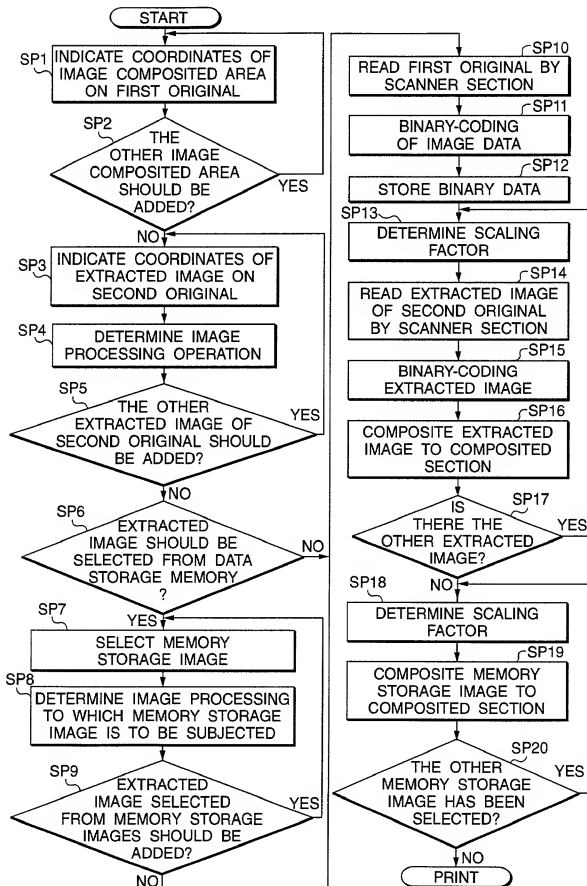 START
SP1
INDICATE COORDINATES OF
IMAGE COMPOSITED AREA
ON FIRST ORIGINAL
SP2
THE
OTHER IMAGE
COMPOSITED AREA
SHOULD BE
ADDED?
YES
NO
SP3
INDICATE COORDINATES OF
EXTRACTED IMAGE ON
SECOND ORIGINAL
SP4
DETERMINE IMAGE
PROCESSING OPERATION
SP5
THE OTHER
EXTRACTED IMAGE OF
SECOND ORIGINAL SHOULD
BE ADDED?
YES
NO
SP6
EXTRACTED
IMAGE SHOULD BE
SELECTED FROM DATA
STORAGE MEMORY
?
NO
YES
SP7
SELECT MEMORY
STORAGE IMAGE
SP8
DETERMINE IMAGE PROCESSING
TO WHICH MEMORY STORAGE
IMAGE IS TO BE SUBJECTED
SP9
EXTRACTED
IMAGE SELECTED
FROM MEMORY STORAGE
IMAGES SHOULD BE
ADDED?
YES
NO
SP10
READ FIRST ORIGINAL BY
SCANNER SECTION
SP11
BINARY-CODING
OF IMAGE DATA
SP12
STORE BINARY DATA
SP13
DETERMINE SCALING
FACTOR
SP14
READ EXTRACTED IMAGE
OF SECOND ORIGINAL
BY SCANNER SECTION
SP15
BINARY-CODING
EXTRACTED IMAGE
SP16
COMPOSITE EXTRACTED
IMAGE TO COMPOSITED
SECTION
SP17
IS
THERE THE
OTHER EXTRACTED
IMAGE?
YES
NO
SP18
DETERMINE SCALING
FACTOR
SP19
COMPOSITE MEMORY
STORAGE IMAGE TO
COMPOSITED SECTION
SP20
THE OTHER
MEMORY STORAGE
IMAGE HAS BEEN
SELECTED?
YES
NO
PRINT